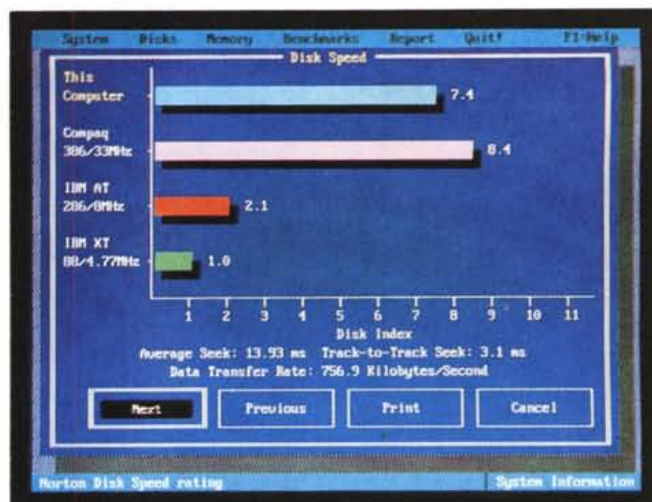 System Disks Memory Benchmarks Report Quit! F1=Help
Disk Speed
This
Computer 7.4
Compaq
386/33MHz 8.4
IBM AT
286/8MHz 2.1
IBM XT
88/4.77MHz 1.0
1 2 3 4 5 6 7 8 9 10 11
Disk Index
Average Seek: 13.93 ms Track-to-Track Seek: 3.1 ms
Data Transfer Rate: 756.9 Kilobytes/Second
Next Previous Print Cancel
Norton Disk Speed rating System Information